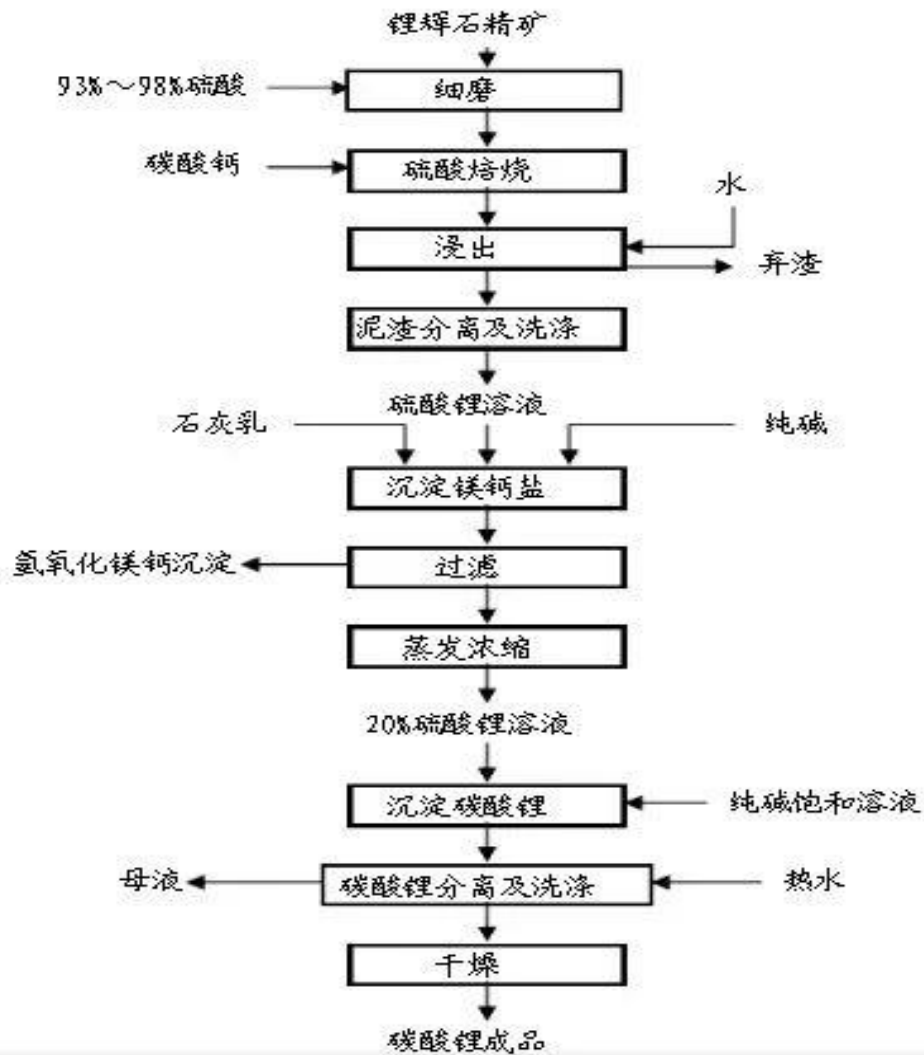 锂辉石精矿
93%～98%硫酸
细磨
碳酸钙
硫酸焙烧
水
浸出
弃渣
泥渣分离及洗涤
硫酸锂溶液
石灰乳
纯碱
沉淀镁钙盐
氢氧化镁钙沉淀
过滤
蒸发浓缩
20%硫酸锂溶液
沉淀碳酸锂
纯碱饱和溶液
母液
碳酸锂分离及洗涤
热水
干燥
碳酸锂成品